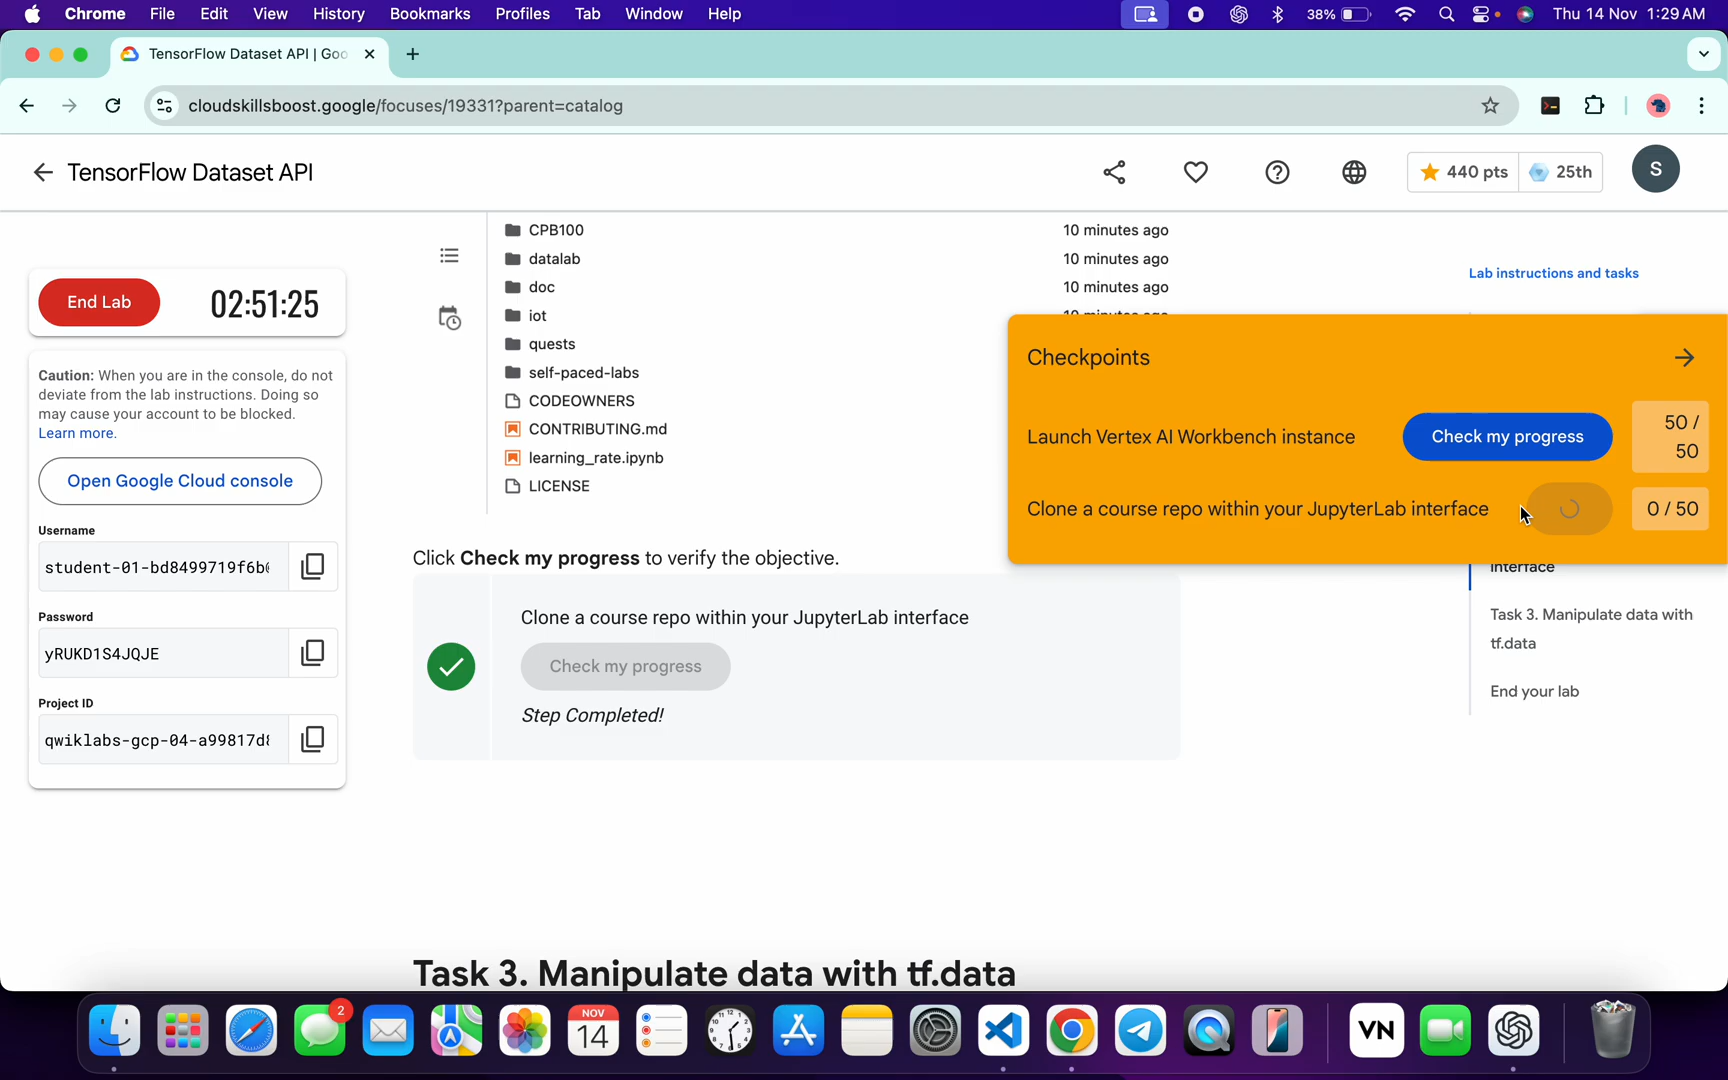 Chrome File Edit View History Bookmarks Profiles Tab Window Help 38% Thu 14 Nov 1:29 AM
TensorFlow Dataset API | Goo
cloudskillsboost.google/focuses/19331?parent=catalog
TensorFlow Dataset API
440 pts 25th S
End Lab 02:51:25
Caution: When you are in the console, do not
deviate from the lab instructions. Doing so
may cause your account to be blocked.
Learn more.
Open Google Cloud console
Username
student-01-bd8499719f6b
Password
yRUKD1S4JQJE
Project ID
qwiklabs-gcp-04-a99817d
CPB100 10 minutes ago
datalab 10 minutes ago
doc 10 minutes ago
iot 10 minutes ago
quests
self-paced-labs
CODEOWNERS
CONTRIBUTING.md
learning_rate.ipynb
LICENSE
Click Check my progress to verify the objective.
Clone a course repo within your JupyterLab interface
Check my progress
Step Completed!
Task 3. Manipulate data with tf.data
Lab instructions and tasks
Checkpoints
Launch Vertex AI Workbench instance Check my progress 50 /
50
Clone a course repo within your JupyterLab interface 0 / 50
interface
Task 3. Manipulate data with
tf.data
End your lab
2
NOV
14
VN